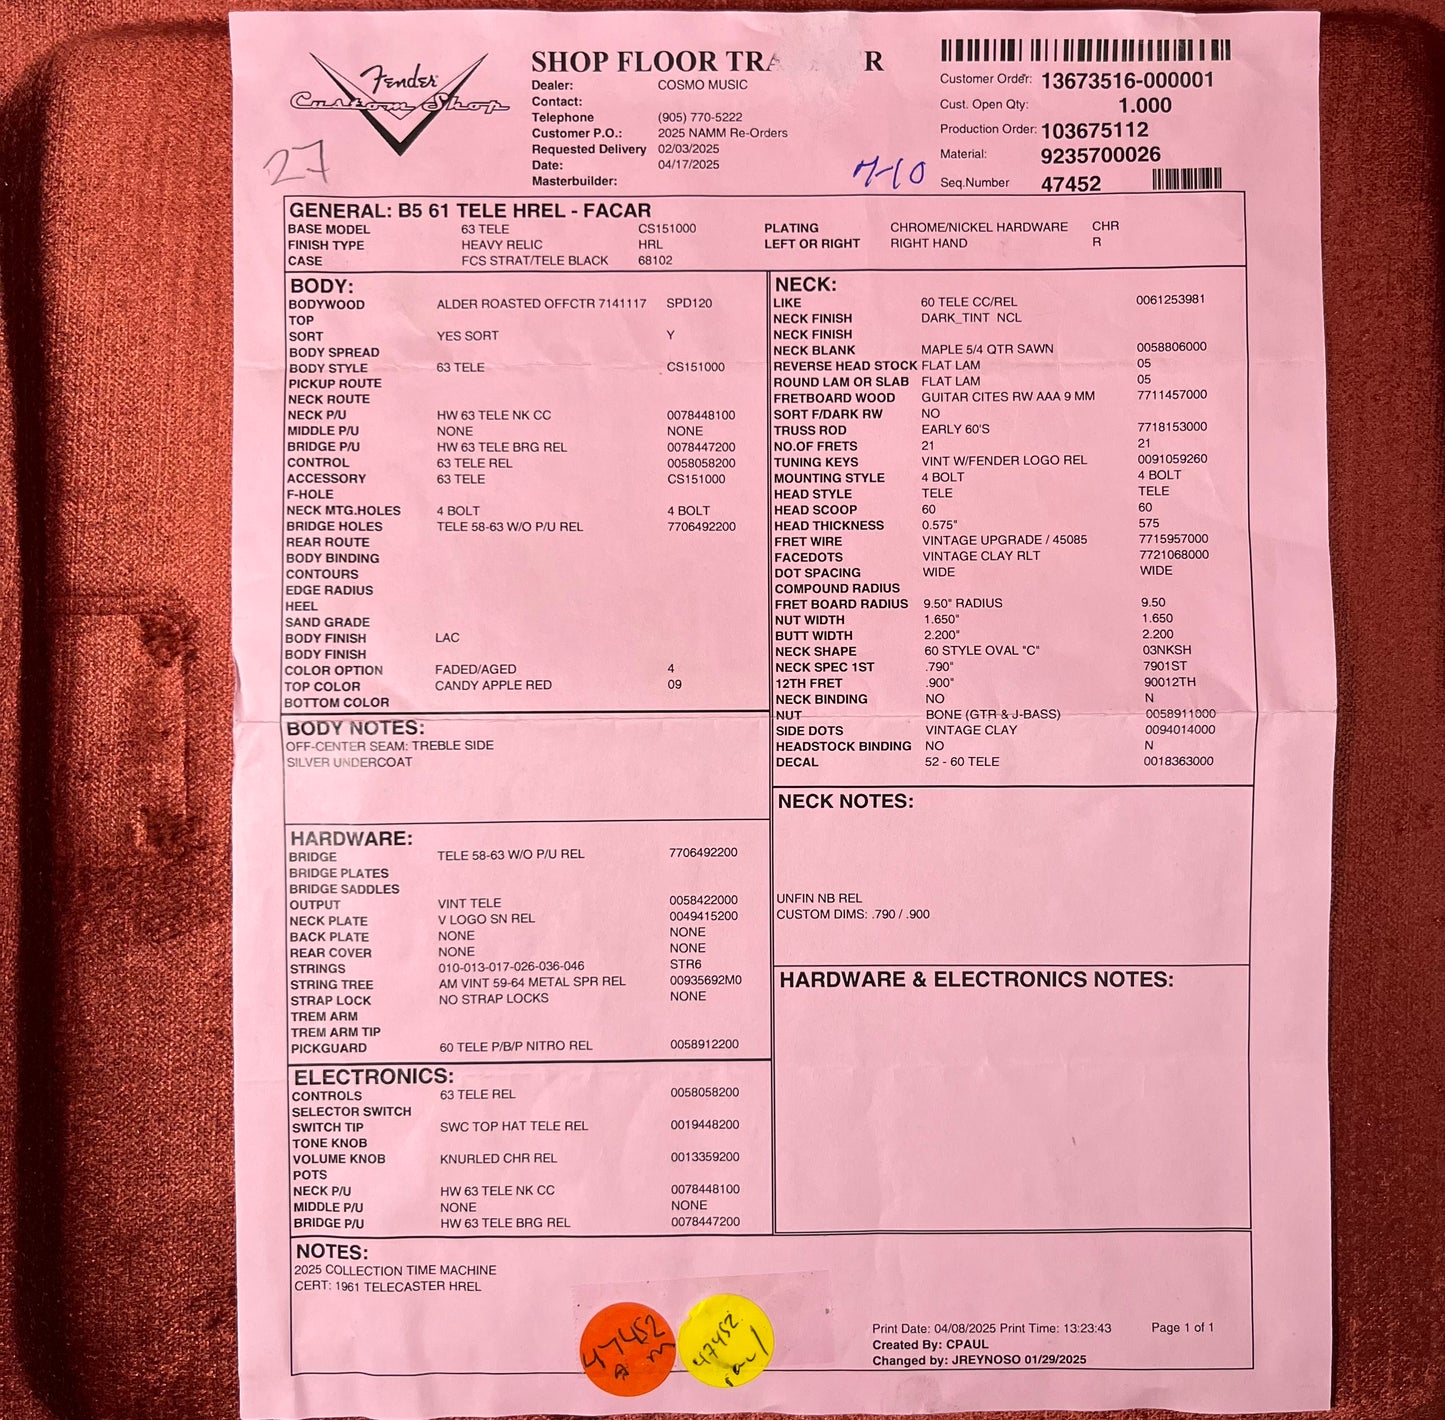 Fender
Custom Shop
27
SHOP FLOOR TRA R
Dealer: COSMO MUSIC
Contact:
Telephone (905) 770-5222
Customer P.O.: 2025 NAMM Re-Orders
Requested Delivery 02/03/2025
Date: 04/17/2025
Masterbuilder:
7-10
Customer Order: 13673516-000001
Cust. Open Qty: 1.000
Production Order: 103675112
Material: 9235700026
Seq.Number 47452
GENERAL: B5 61 TELE HREL - FACAR
BASE MODEL 63 TELE CS151000 PLATING CHROME/NICKEL HARDWARE CHR
FINISH TYPE HEAVY RELIC HRL LEFT OR RIGHT RIGHT HAND R
CASE FCS STRAT/TELE BLACK 68102
BODY:
BODYWOOD ALDER ROASTED OFFCTR 7141117 SPD120
TOP
SORT YES SORT Y
BODY SPREAD
BODY STYLE 63 TELE CS151000
PICKUP ROUTE
NECK ROUTE
NECK P/U HW 63 TELE NK CC 0078448100
MIDDLE P/U NONE NONE
BRIDGE P/U HW 63 TELE BRG REL 0078447200
CONTROL 63 TELE REL 0058058200
ACCESSORY 63 TELE CS151000
F-HOLE
NECK MTG.HOLES 4 BOLT 4 BOLT
BRIDGE HOLES TELE 58-63 W/O P/U REL 7706492200
REAR ROUTE
BODY BINDING
CONTOURS
EDGE RADIUS
HEEL
SAND GRADE
BODY FINISH LAC
BODY FINISH
COLOR OPTION FADED/AGED 4
TOP COLOR CANDY APPLE RED 09
BOTTOM COLOR
BODY NOTES:
OFF-CENTER SEAM: TREBLE SIDE
SILVER UNDERCOAT
HARDWARE:
BRIDGE TELE 58-63 W/O P/U REL 7706492200
BRIDGE PLATES
BRIDGE SADDLES
OUTPUT VINT TELE 0058422000
NECK PLATE V LOGO SN REL 0049415200
BACK PLATE NONE NONE
REAR COVER NONE NONE
STRINGS 010-013-017-026-036-046 STR6
STRING TREE AM VINT 59-64 METAL SPR REL 00935692M0
STRAP LOCK NO STRAP LOCKS NONE
TREM ARM
TREM ARM TIP
PICKGUARD 60 TELE P/B/P NITRO REL 0058912200
ELECTRONICS:
CONTROLS 63 TELE REL 0058058200
SELECTOR SWITCH
SWITCH TIP SWC TOP HAT TELE REL 0019448200
TONE KNOB
VOLUME KNOB KNURLED CHR REL 0013359200
POTS
NECK P/U HW 63 TELE NK CC 0078448100
MIDDLE P/U NONE NONE
BRIDGE P/U HW 63 TELE BRG REL 0078447200
NECK:
LIKE 60 TELE CC/REL 0061253981
NECK FINISH DARK_TINT NCL
NECK FINISH
NECK BLANK MAPLE 5/4 QTR SAWN 0058806000
REVERSE HEAD STOCK FLAT LAM 05
ROUND LAM OR SLAB FLAT LAM 05
FRETBOARD WOOD GUITAR CITES RW AAA 9 MM 7711457000
SORT F/DARK RW NO
TRUSS ROD EARLY 60'S 7718153000
NO.OF FRETS 21 21
TUNING KEYS VINT W/FENDER LOGO REL 0091059260
MOUNTING STYLE 4 BOLT 4 BOLT
HEAD STYLE TELE TELE
HEAD SCOOP 60 60
HEAD THICKNESS 0.575" 575
FRET WIRE VINTAGE UPGRADE / 45085 7715957000
FACEDOTS VINTAGE CLAY RLT 7721068000
DOT SPACING WIDE WIDE
COMPOUND RADIUS
FRET BOARD RADIUS 9.50" RADIUS 9.50
NUT WIDTH 1.650" 1.650
BUTT WIDTH 2.200" 2.200
NECK SHAPE 60 STYLE OVAL "C" 03NKSH
NECK SPEC 1ST .790" 7901ST
12TH FRET .900" 90012TH
NECK BINDING NO N
NUT BONE (GTR & J-BASS) 0058911000
SIDE DOTS VINTAGE CLAY 0094014000
HEADSTOCK BINDING NO N
DECAL 52 - 60 TELE 0018363000
NECK NOTES:
UNFIN NB REL
CUSTOM DIMS: .790 / .900
HARDWARE & ELECTRONICS NOTES:
NOTES:
2025 COLLECTION TIME MACHINE
CERT: 1961 TELECASTER HREL
47452
47452
Print Date: 04/08/2025 Print Time: 13:23:43 Page 1 of 1
Created By: CPAUL
Changed by: JREYNOSO 01/29/2025